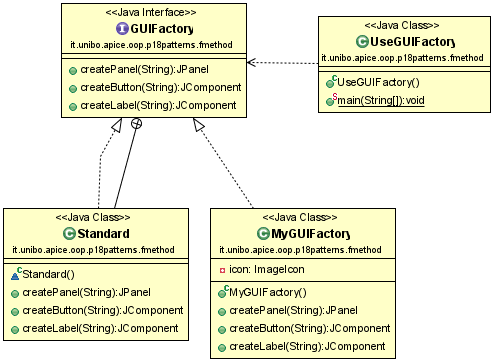 <<Java Interface>>
GUIFactory
it.unibo.apice.oop.p18patterns.fmethod
createPanel(String):JPanel
createButton(String):JComponent
createLabel(String):JComponent
<<Java Class>>
UseGUIFactory
it.unibo.apice.oop.p18patterns.fmethod
UseGUIFactory()
main(String[]):void
<<Java Class>>
Standard
it.unibo.apice.oop.p18patterns.fmethod
Standard()
createPanel(String):JPanel
createButton(String):JComponent
createLabel(String):JComponent
<<Java Class>>
MyGUIFactory
it.unibo.apice.oop.p18patterns.fmethod
icon: ImageIcon
MyGUIFactory()
createPanel(String):JPanel
createButton(String):JComponent
createLabel(String):JComponent